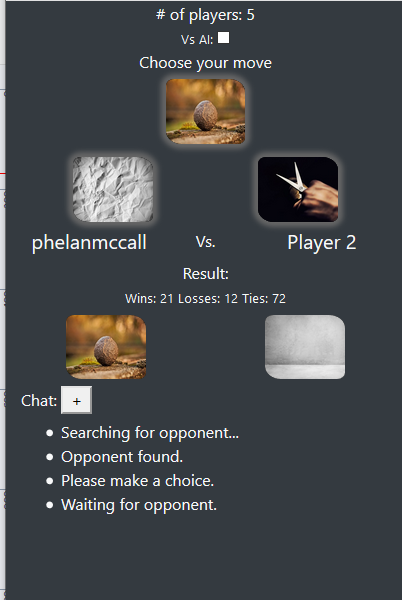 # of players: 5
Vs AI:
Choose your move
phelanmccall Vs. Player 2
Result:
Wins: 21 Losses: 12 Ties: 72
Chat: +
Searching for opponent...
Opponent found.
Please make a choice.
Waiting for opponent.